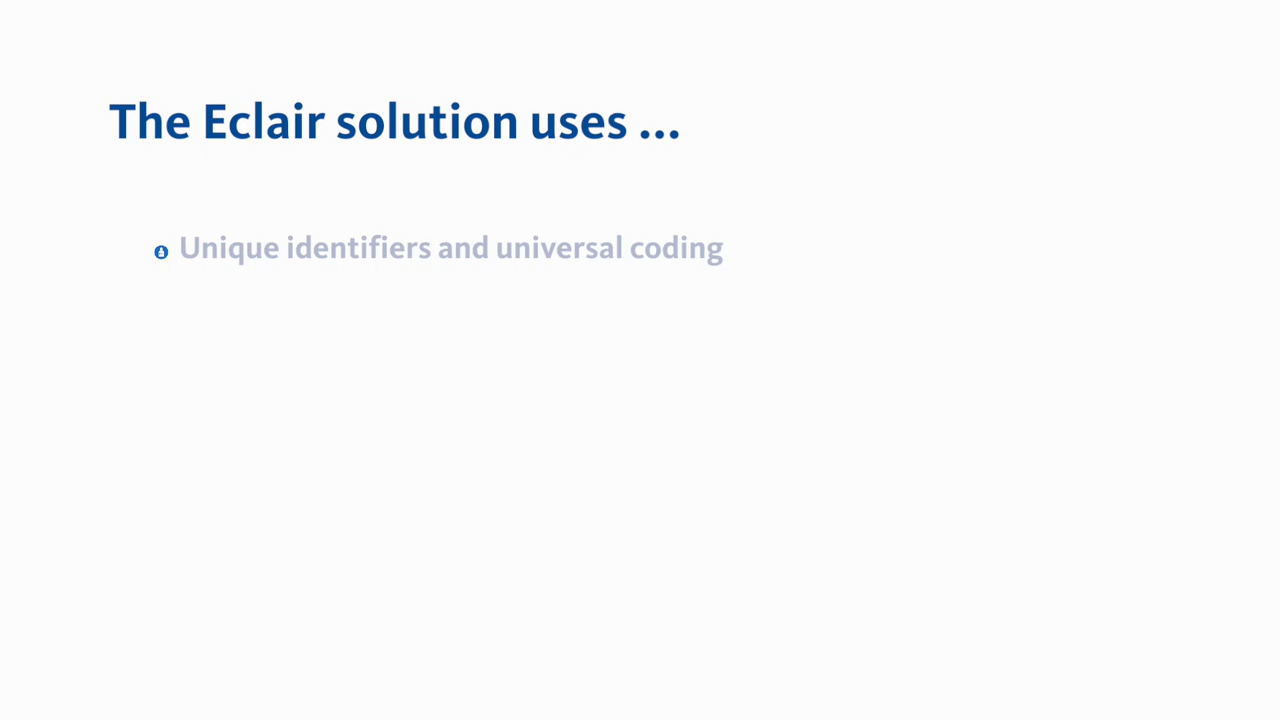 The Eclair solution uses ...
Unique identifiers and universal coding